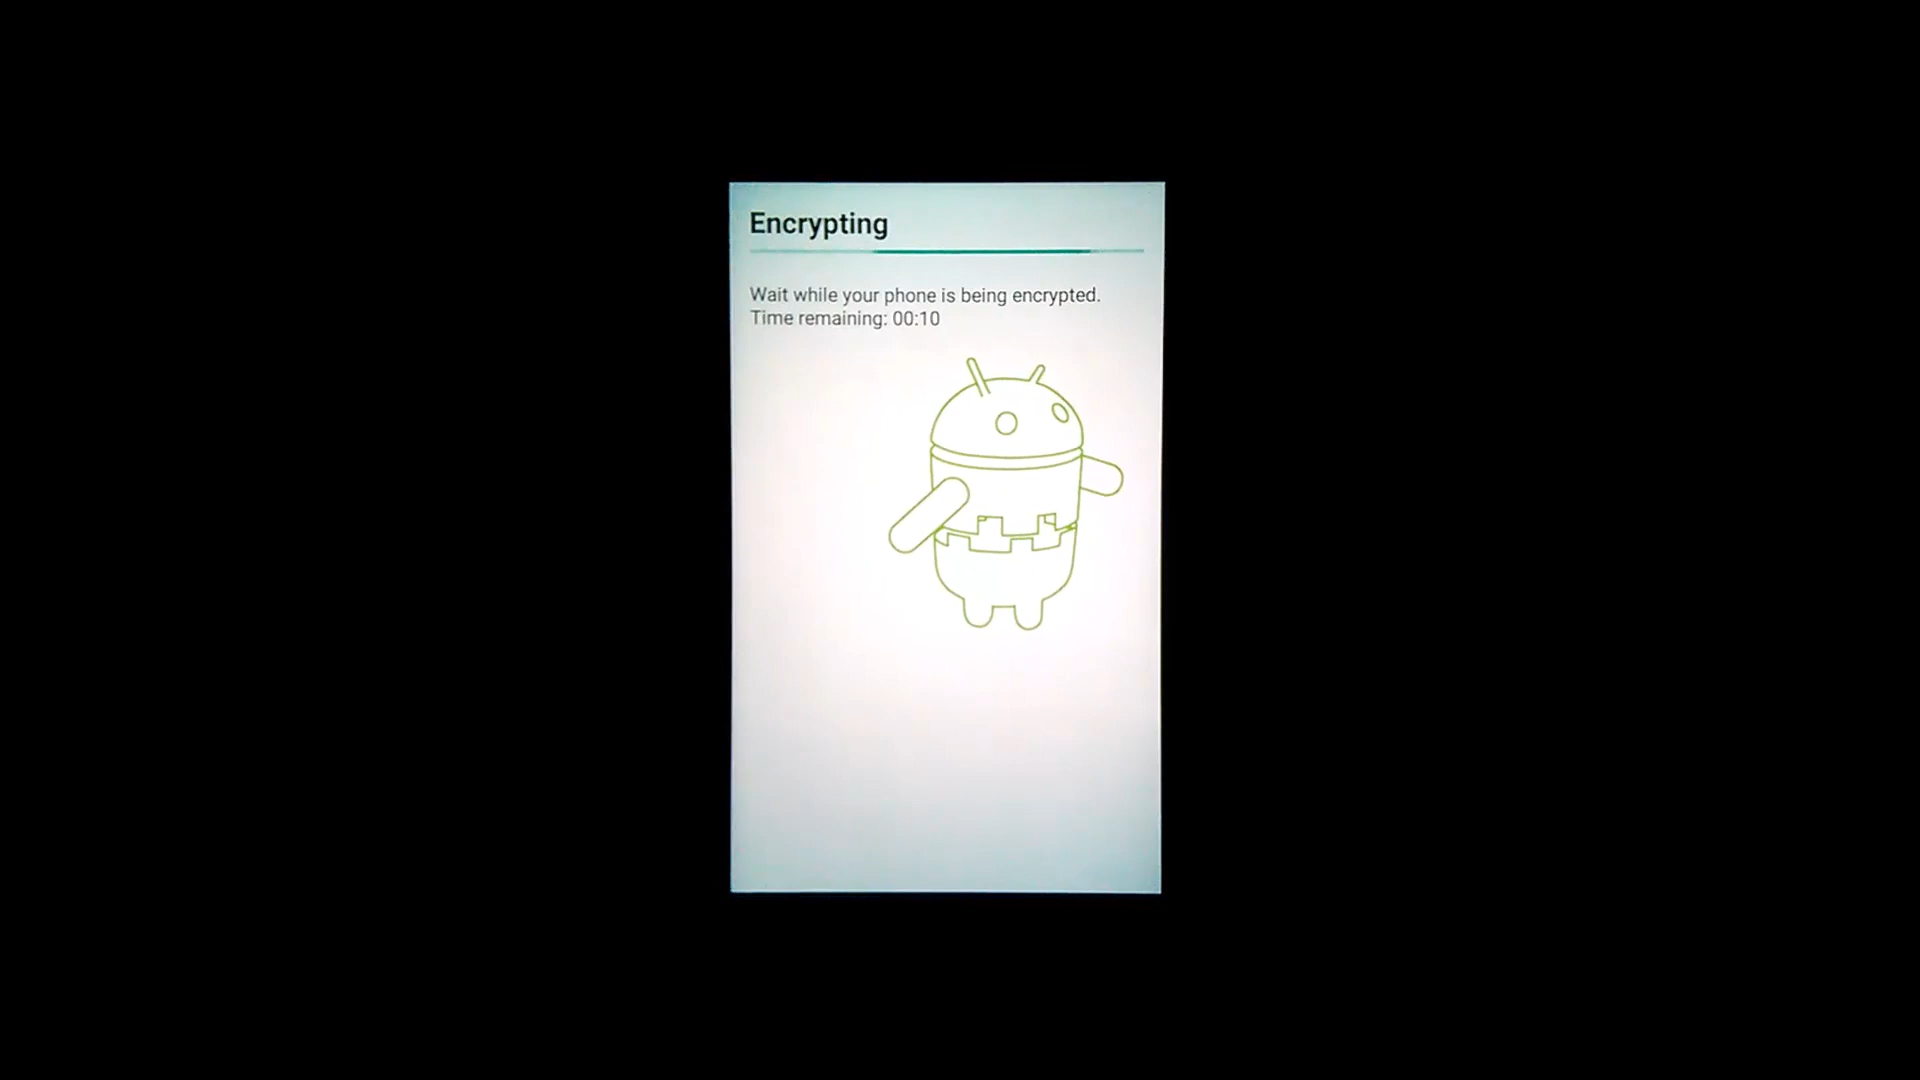 Encrypting
Wait while your phone is being encrypted.
Time remaining: 00:10